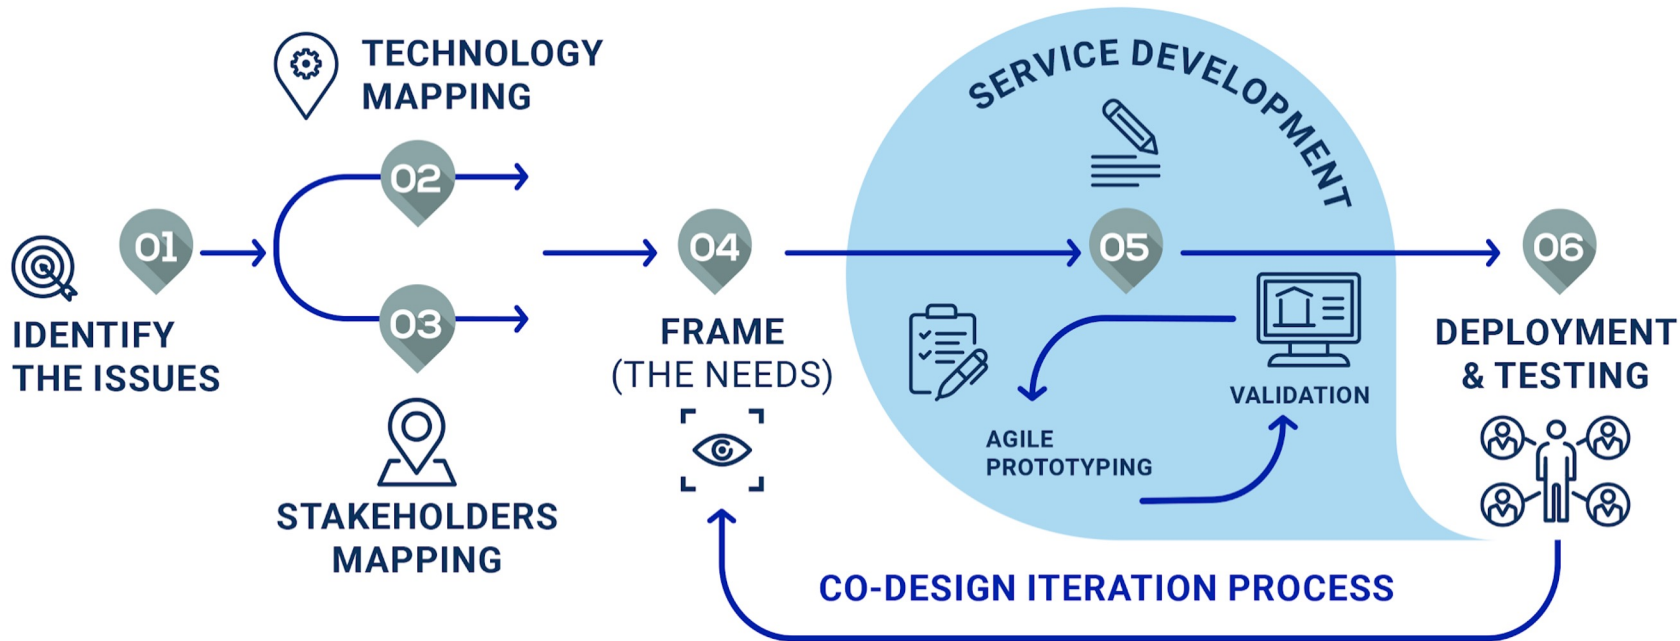 01
IDENTIFY
THE ISSUES
TECHNOLOGY
MAPPING
02
03
STAKEHOLDERS
MAPPING
04
FRAME
(THE NEEDS)
SERVICE DEVELOPMENT
05
VALIDATION
AGILE
PROTOTYPING
06
DEPLOYMENT
& TESTING
CO-DESIGN ITERATION PROCESS